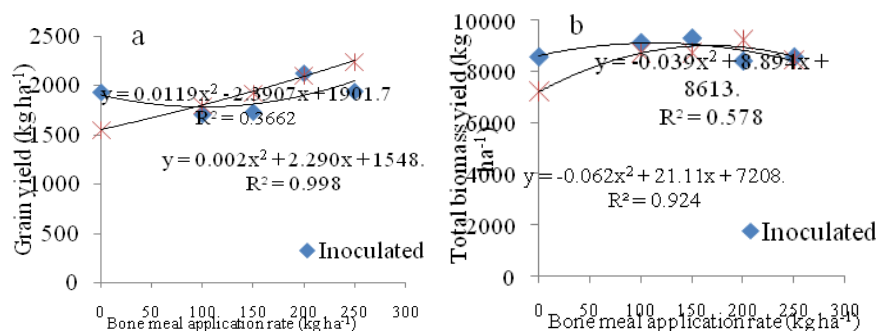 a
2500
2000
1500
1000
500
0
Grain yield (kg ha-1)
y = 0.0119x² - 2.3907x + 1901.7
R² = 0.3662
y = 0.002x² + 2.290x + 1548.
R² = 0.998
Inoculated
0 50 100 150 200 250 300
Bone meal application rate (kg ha-1)
b
10000
8000
6000
4000
2000
0
Total biomass yield (kg ha-1)
y = -0.039x² + 8.894x +
8613.
R² = 0.578
y = -0.062x² + 21.11x + 7208.
R² = 0.924
Inoculated
0 50 100 150 200 250 300
Bone meal application rate (kg ha-1)